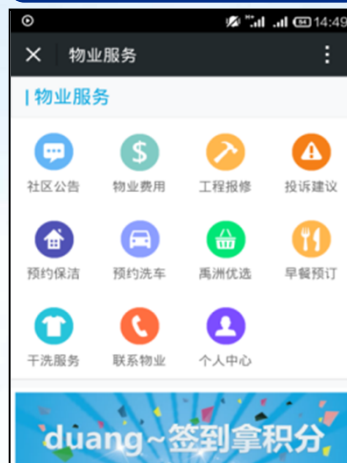 64 14:49
物业服务
物业服务
社区公告 物业费用 工程报修 投诉建议
预约保洁 预约洗车 禹洲优选 早餐预订
干洗服务 联系物业 个人中心
duang~签到拿积分